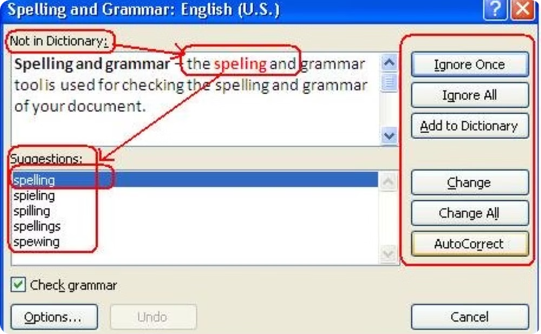 Spelling and Grammar: English (U.S.)
Not in Dictionary:
Spelling and grammar – the speling and grammar
tool is used for checking the spelling and grammar
of your document.
Ignore Once
Ignore All
Add to Dictionary
Suggestions:
spelling
spieling
spilling
spellings
spewing
Change
Change All
AutoCorrect
Check grammar
Options...
Undo
Cancel